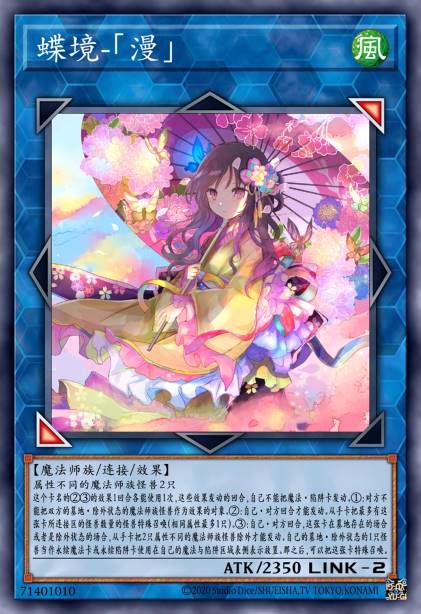 蝶境-「漫」
風
【魔法师族/连接/效果】
属性不同的魔法师族怪兽2只
这个卡名的②③的效果1回合各能使用1次,这些效果发动的回合,自己不能把魔法·陷阱卡发动。①:对方不
能把双方的墓地·除外状态的魔法师族怪兽作为效果的对象。②:自己·对方回合才能发动。从手卡把最多有这
张卡所连接区的怪兽数量的怪兽特殊召唤(相同属性最多1只)。③:自己·对方回合,这张卡在墓地存在的场合
或者是除外状态的场合,从手卡把2只属性不同的魔法师族怪兽除外才能发动。自己的墓地·除外状态的1只怪
兽当作永续魔法卡或永续陷阱卡使用在自己的魔法与陷阱区域表侧表示放置。那之后,可以把这张卡特殊召唤。
ATK/2350 LINK-2
71401010
©2020 Studio Dice/SHUEISHA,TV TOKYO,KONAMI